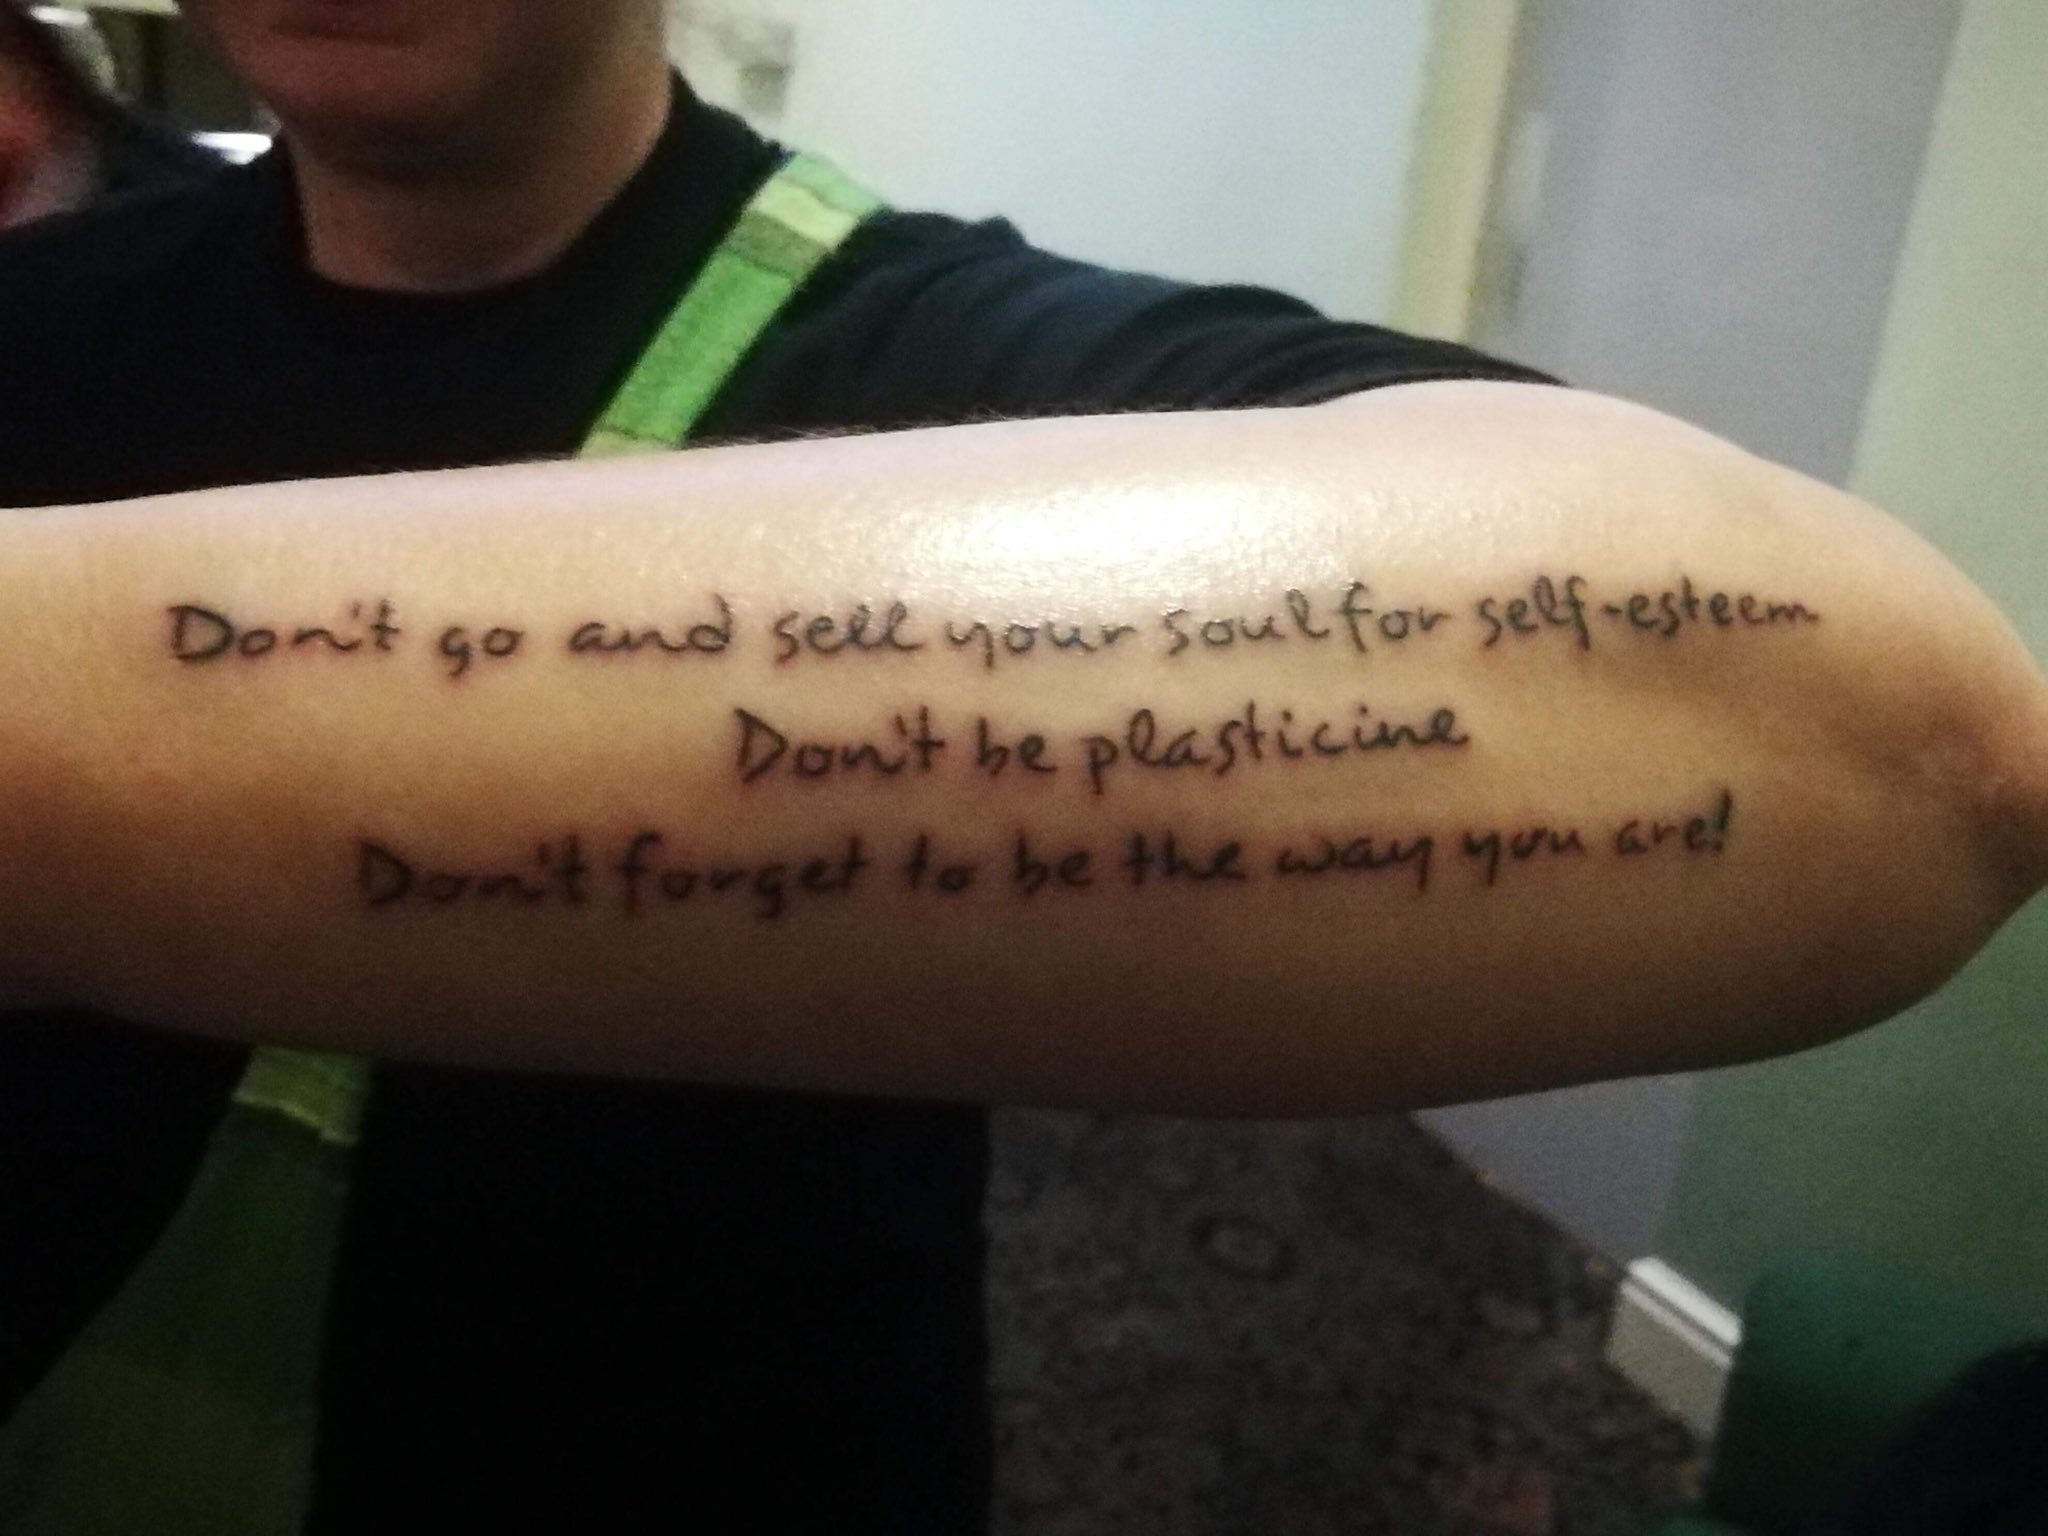 Don't go and sell your soul for self-esteem
Don't be plasticine
Don't forget to be the way you are!